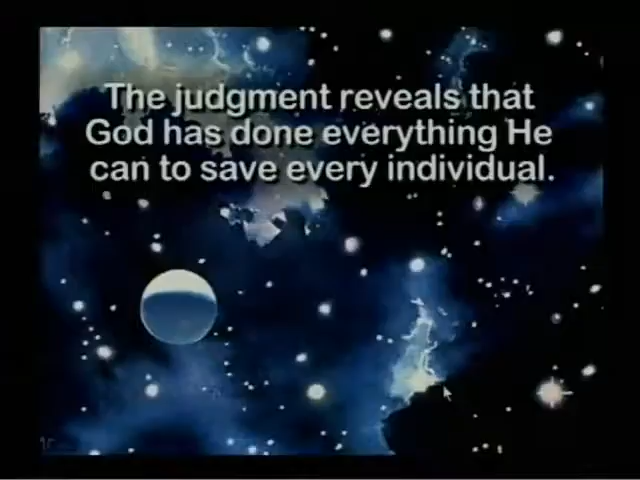 The judgment reveals that
God has done everything He
can to save every individual.